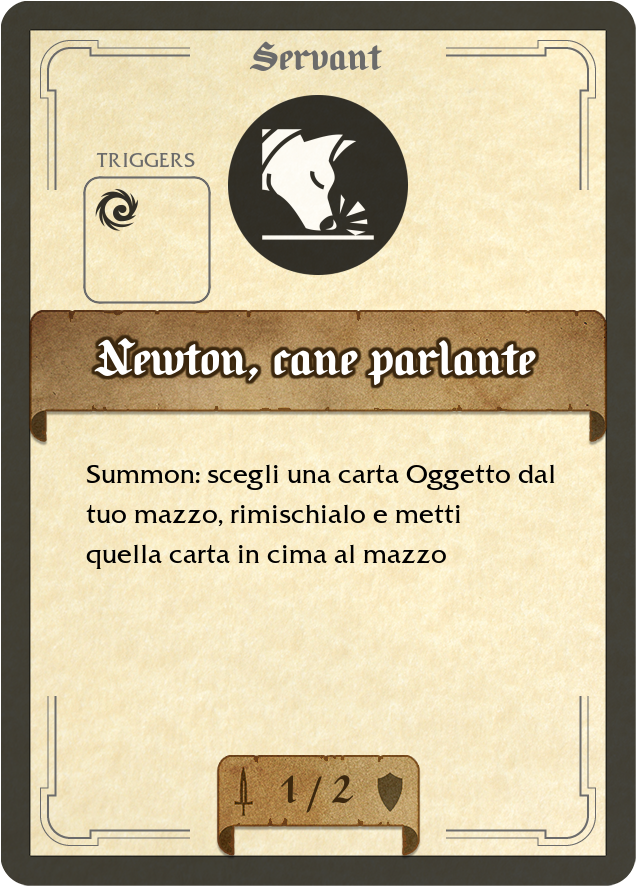 Servant
TRIGGERS
Newton, cane parlante
Summon: scegli una carta Oggetto dal
tuo mazzo, rimischialo e metti
quella carta in cima al mazzo
1 / 2